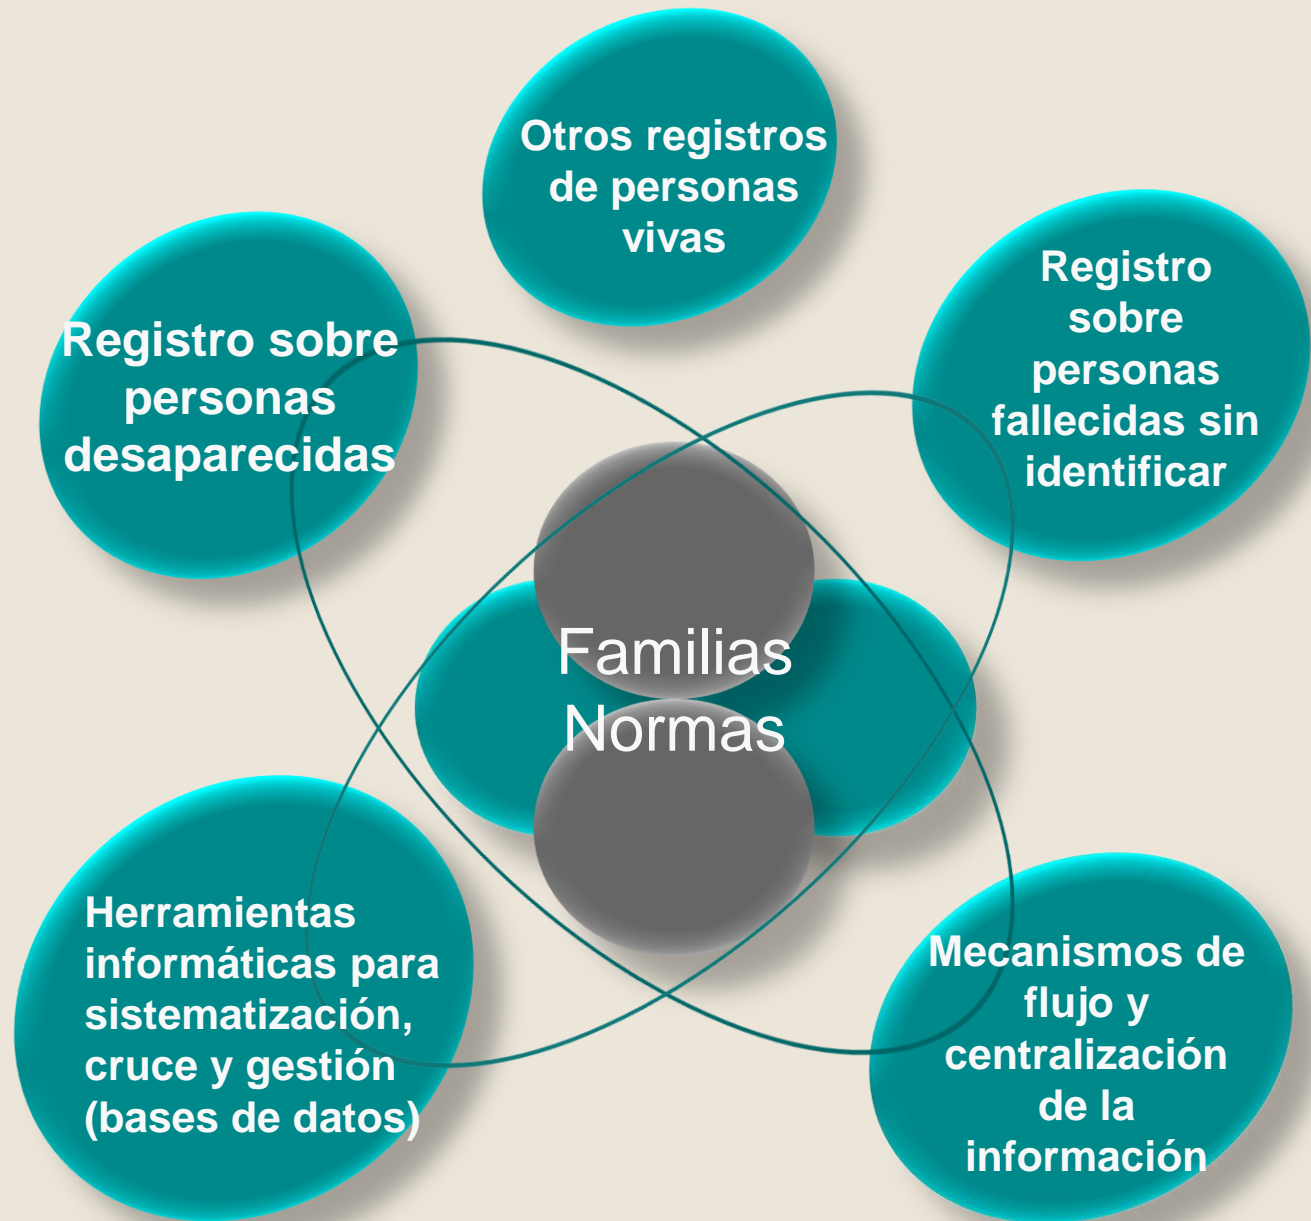 Otros registros
de personas
vivas
Registro sobre
personas
desaparecidas
Registro
sobre
personas
fallecidas sin
identificar
Familias
Normas
Herramientas
informáticas para
sistematización,
cruce y gestión
(bases de datos)
Mecanismos de
flujo y
centralización
de la
información